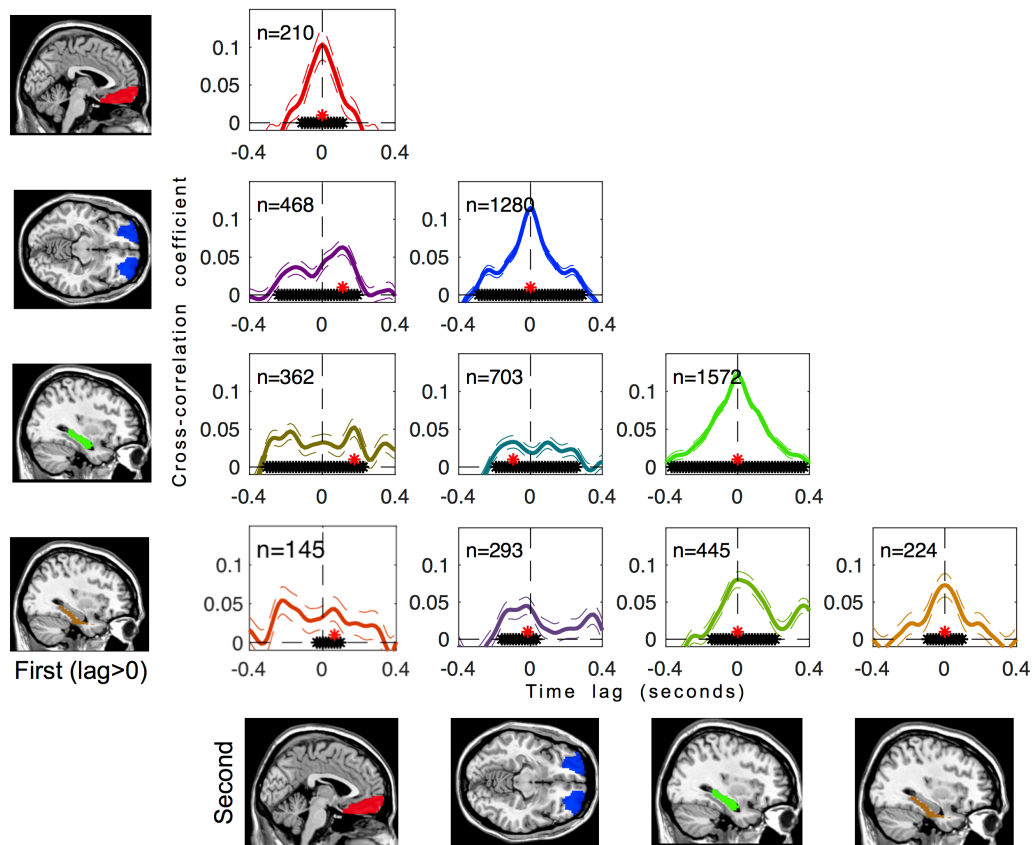 n=210
0.1
0.05
0
-0.4 0 0.4
Cross-correlation coefficient
n=468
n=1280
0.1
0.05
0
-0.4 0 0.4
-0.4 0 0.4
n=362
n=703
n=1572
0.1
0.05
0
-0.4 0 0.4
-0.4 0 0.4
-0.4 0 0.4
n=145
n=293
n=445
n=224
0.1
0.05
0
-0.4 0 0.4
-0.4 0 0.4
-0.4 0 0.4
-0.4 0 0.4
First (lag>0)
Time lag (seconds)
Second